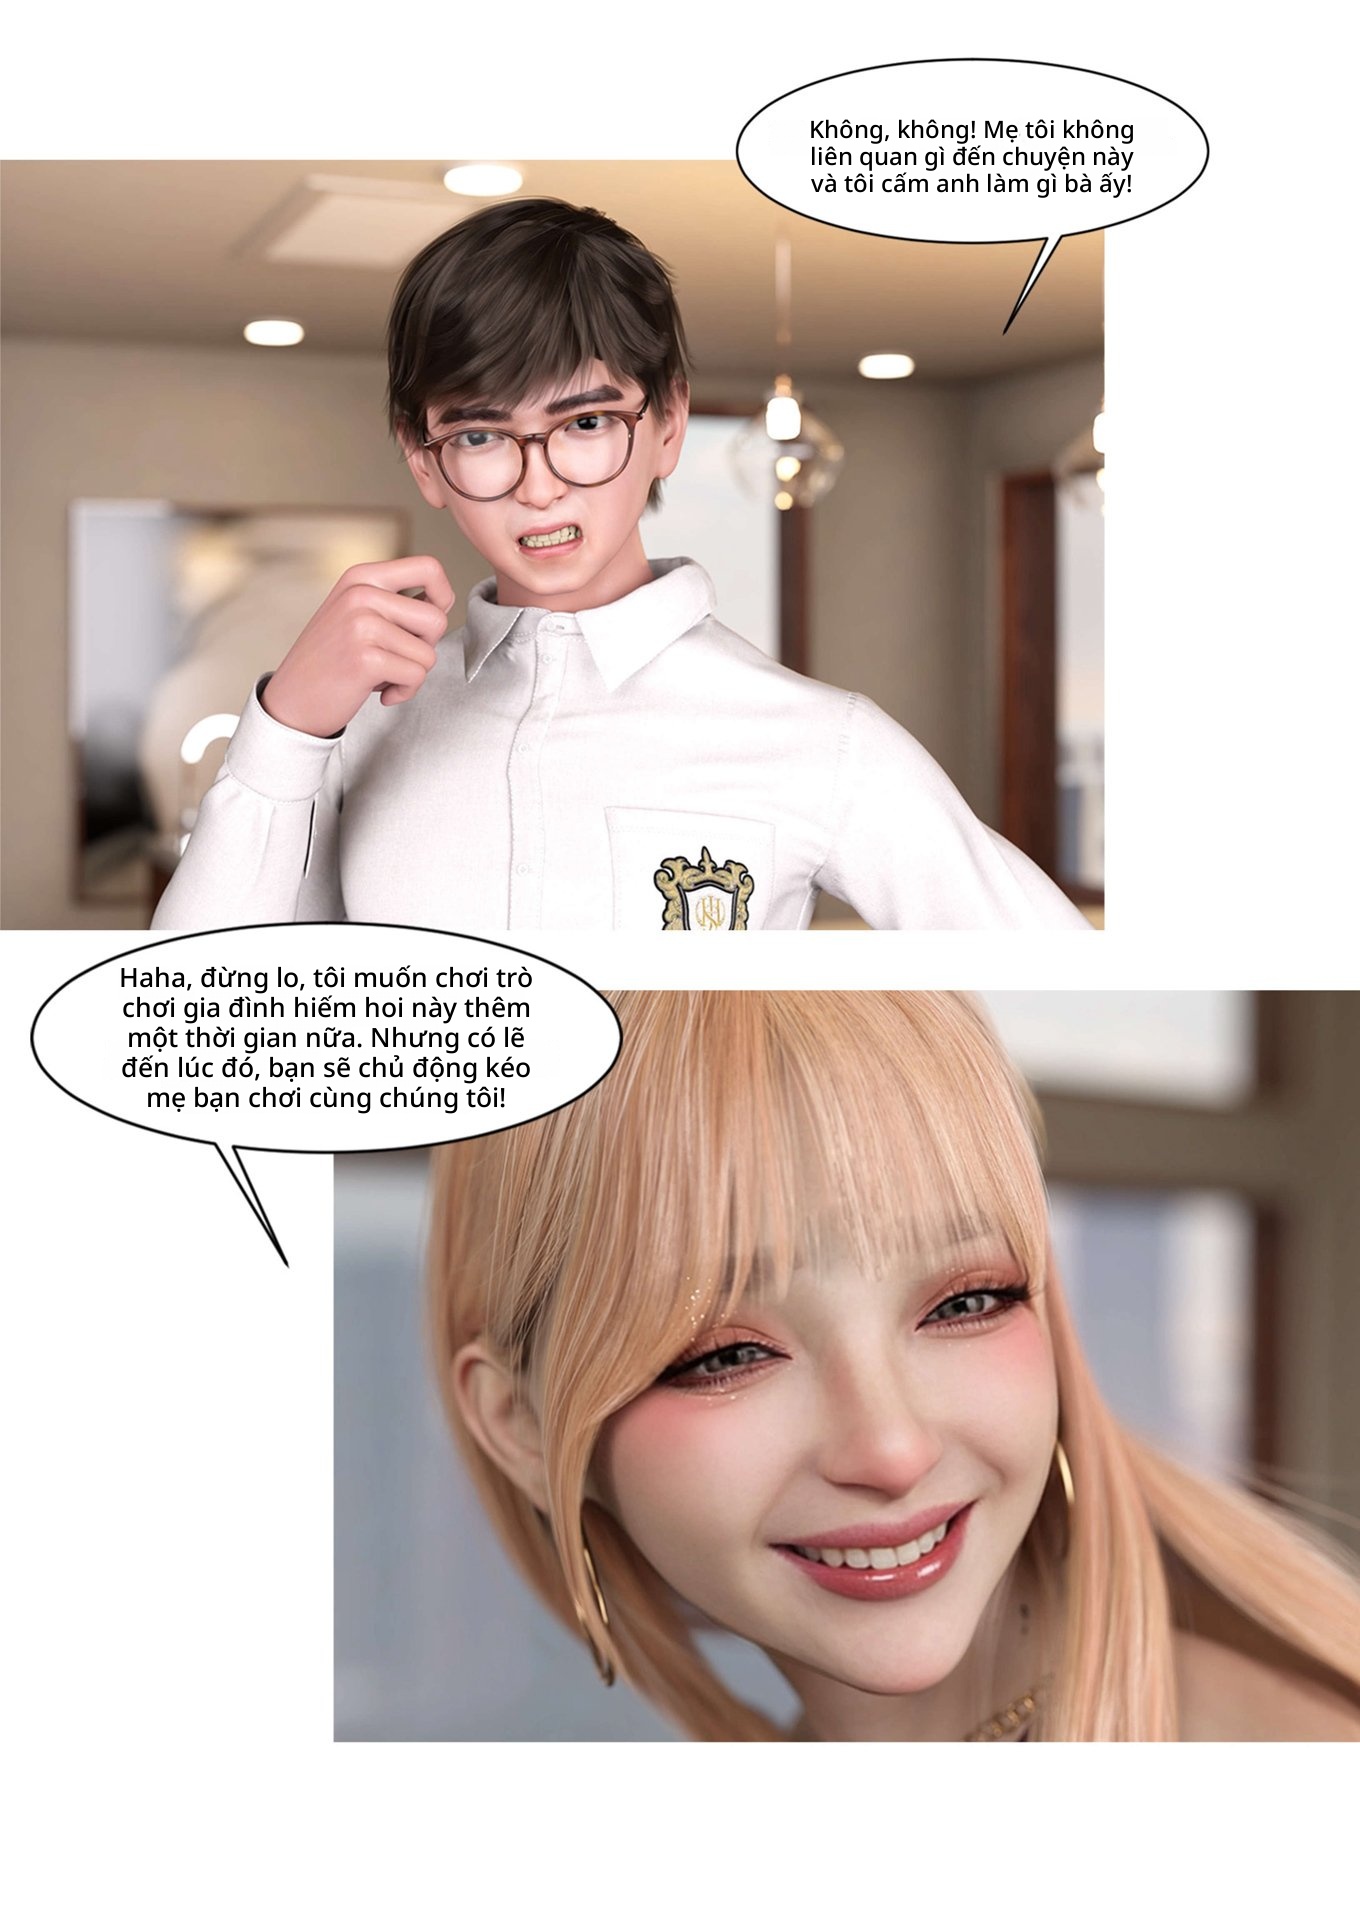 Không, không! Mẹ tôi không
liên quan gì đến chuyện này
và tôi cấm anh làm gì bà ấy!
Haha, đừng lo, tôi muốn chơi trò
chơi gia đình hiếm hoi này thêm
một thời gian nữa. Nhưng có lẽ
đến lúc đó, bạn sẽ chủ động kéo
mẹ bạn chơi cùng chúng tôi!